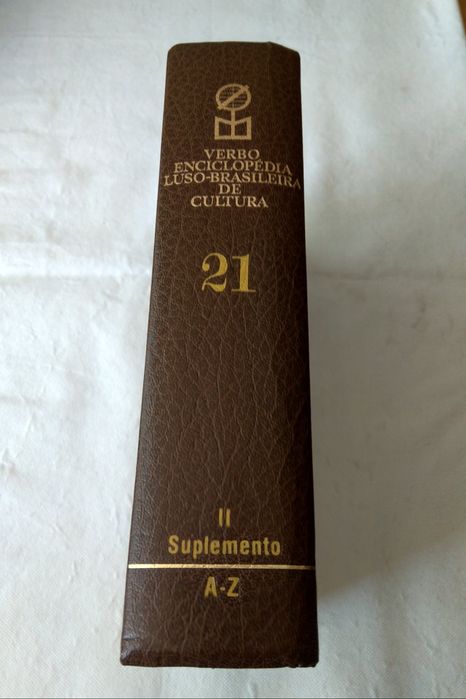 VERBO
ENCICLOPÉDIA
LUSO-BRASILEIRA
DE
CULTURA
21
II
Suplemento
A-Z